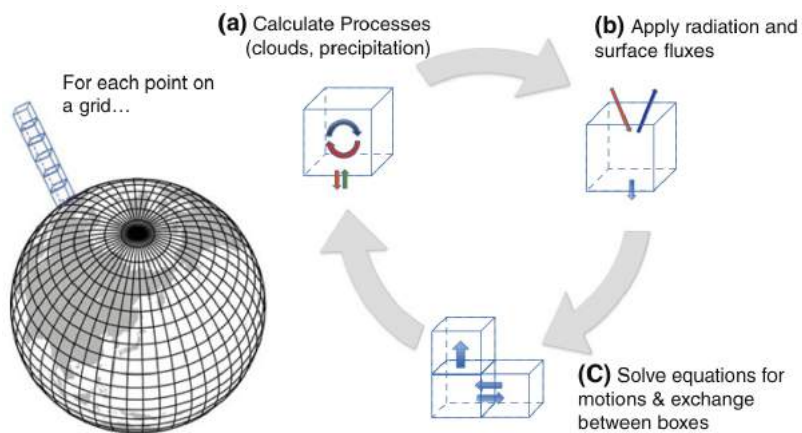 For each point on
a grid...
(a) Calculate Processes
(clouds, precipitation)
(b) Apply radiation and
surface fluxes
(C) Solve equations for
motions & exchange
between boxes